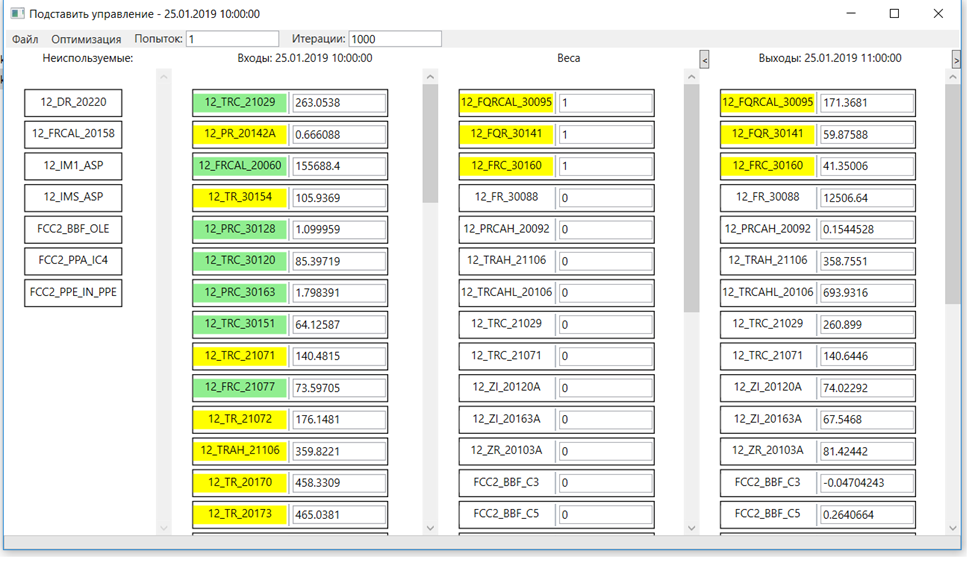 Подставить управление - 25.01.2019 10:00:00
Файл Оптимизация Попыток: 1 Итерации: 1000
Неиспользуемые: Входы: 25.01.2019 10:00:00 Веса < Выходы: 25.01.2019 11:00:00 >
12_DR_20220 12_TRC_21029 263.0538 12_FQRCAL_30095 1 12_FQRCAL_30095 171.3681
12_FRCAL_20158 12_PR_20142A 0.666088 12_FQR_30141 1 12_FQR_30141 59.87588
12_IM1_ASP 12_FRCAL_20060 155688.4 12_FRC_30160 1 12_FRC_30160 41.35006
12_IMS_ASP 12_TR_30154 105.9369 12_FR_30088 0 12_FR_30088 12506.64
FCC2_BBF_OLE 12_PRC_30128 1.099959 12_PRCAH_20092 0 12_PRCAH_20092 0.1544528
FCC2_PPA_IC4 12_TRC_30120 85.39719 12_TRAH_21106 0 12_TRAH_21106 358.7551
FCC2_PPE_IN_PPE 12_PRC_30163 1.798391 12_TRCAHL_20106 0 12_TRCAHL_20106 693.9316
12_TRC_30151 64.12587 12_TRC_21029 0 12_TRC_21029 260.899
12_TRC_21071 140.4815 12_TRC_21071 0 12_TRC_21071 140.6446
12_FRC_21077 73.59705 12_ZI_20120A 0 12_ZI_20120A 74.02292
12_TR_21072 176.1481 12_ZI_20163A 0 12_ZI_20163A 67.5468
12_TRAH_21106 359.8221 12_ZR_20103A 0 12_ZR_20103A 81.42442
12_TR_20170 458.3309 FCC2_BBF_C3 0 FCC2_BBF_C3 -0.04704243
12_TR_20173 465.0381 FCC2_BBF_C5 0 FCC2_BBF_C5 0.2640664